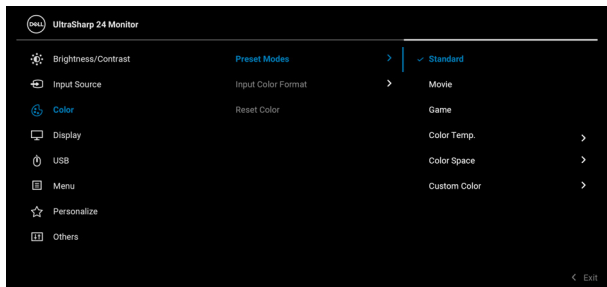 DELL UltraSharp 24 Monitor
Brightness/Contrast Preset Modes Standard
Input Source Input Color Format Movie
Color Reset Color Game
Display Color Temp.
USB Color Space
Menu Custom Color
Personalize
Others
Exit